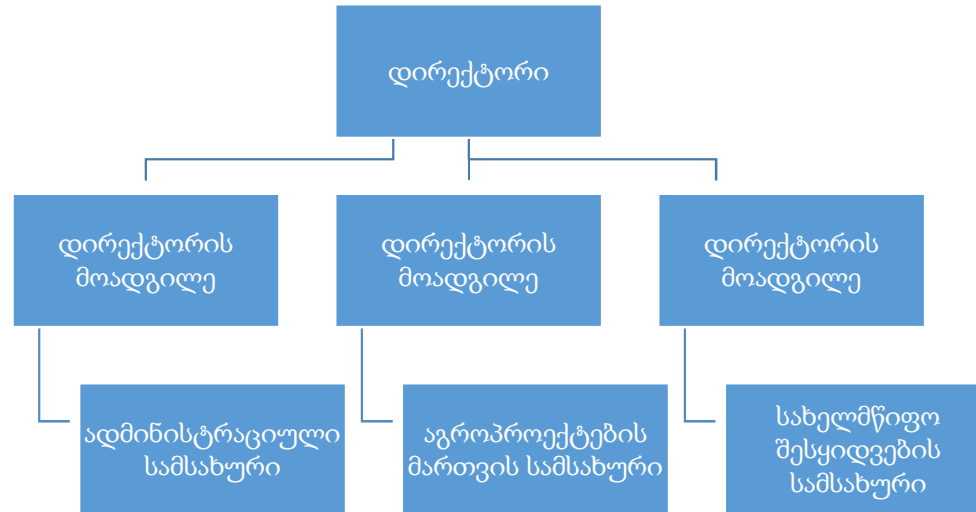 დირექტორი
დირექტორის
მოადგილე
დირექტორის
მოადგილე
დირექტორის
მოადგილე
ადმინისტრაციული
სამსახური
აგროპროექტების
მართვის სამსახური
სახელმწიფო
შესყიდვების
სამსახური